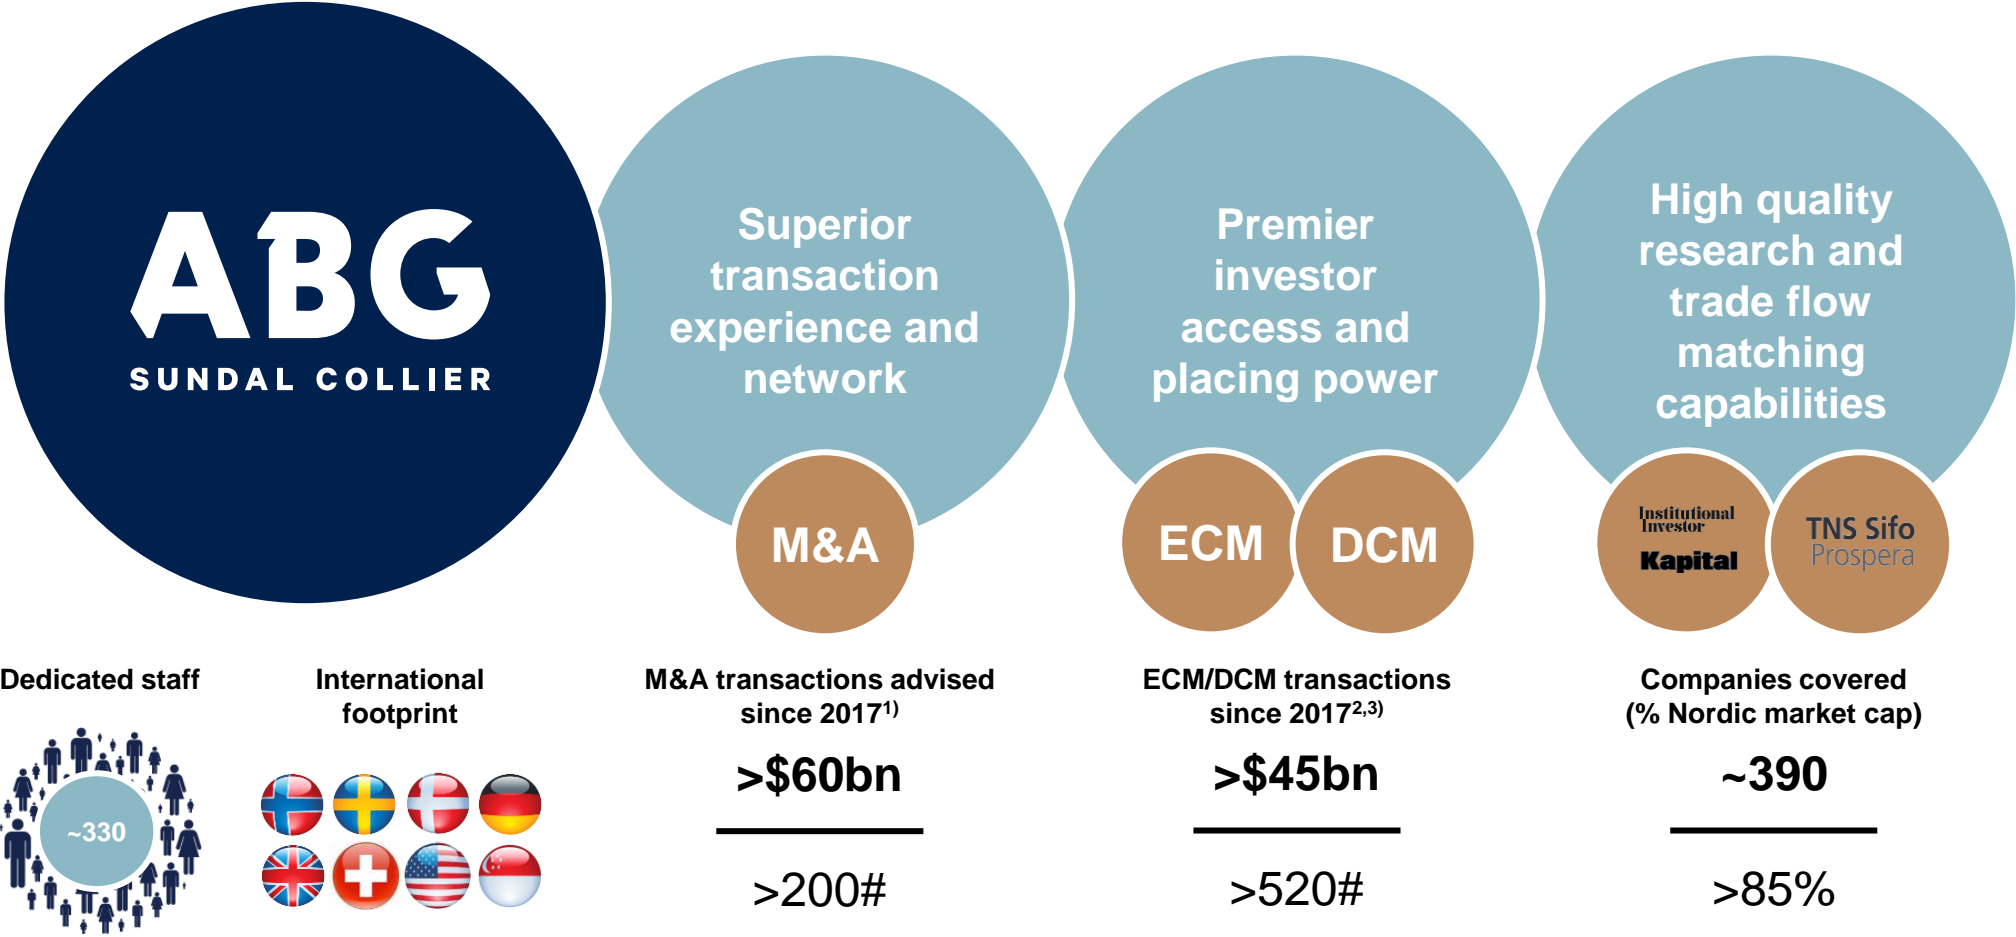 ABG
SUNDAL COLLIER
Superior
transaction
experience and
network
M&A
Premier
investor
access and
placing power
ECM
DCM
High quality
research and
trade flow
matching
capabilities
Institutional
Investor
Kapital
TNS Sifo
Prospera
Dedicated staff
~330
International
footprint
M&A transactions advised
since 2017¹⁾
>$60bn
>200#
ECM/DCM transactions
since 2017²,³⁾
>$45bn
>520#
Companies covered
(% Nordic market cap)
~390
>85%